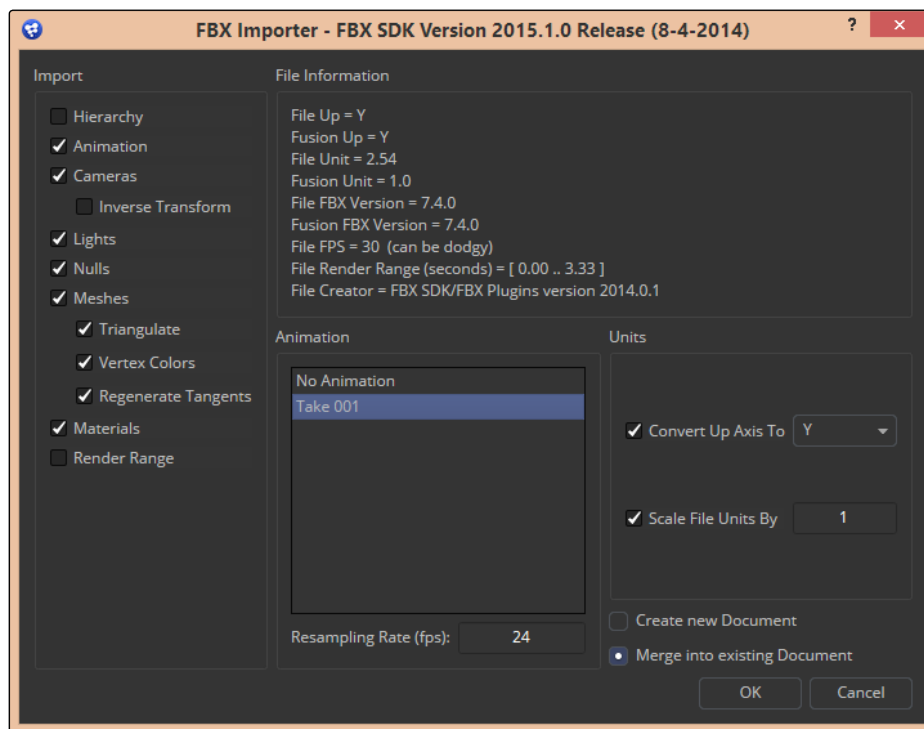 FBX Importer - FBX SDK Version 2015.1.0 Release (8-4-2014)
?
Import
Hierarchy
Animation
Cameras
Inverse Transform
Lights
Nulls
Meshes
Triangulate
Vertex Colors
Regenerate Tangents
Materials
Render Range
File Information
File Up = Y
Fusion Up = Y
File Unit = 2.54
Fusion Unit = 1.0
File FBX Version = 7.4.0
Fusion FBX Version = 7.4.0
File FPS = 30 (can be dodgy)
File Render Range (seconds) = [ 0.00 .. 3.33 ]
File Creator = FBX SDK/FBX Plugins version 2014.0.1
Animation
No Animation
Take 001
Resampling Rate (fps): 24
Units
Convert Up Axis To Y
Scale File Units By 1
Create new Document
Merge into existing Document
OK Cancel